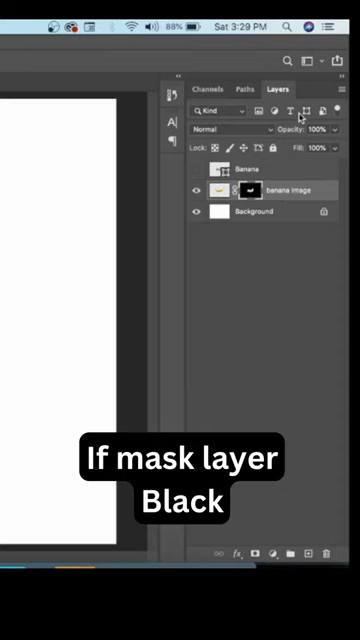 88% Sat 3:29 PM
Channels Paths Layers
Kind
Normal Opacity: 100%
Lock: Fill: 100%
Banana
banana image
Background
If mask layer
Black
fx